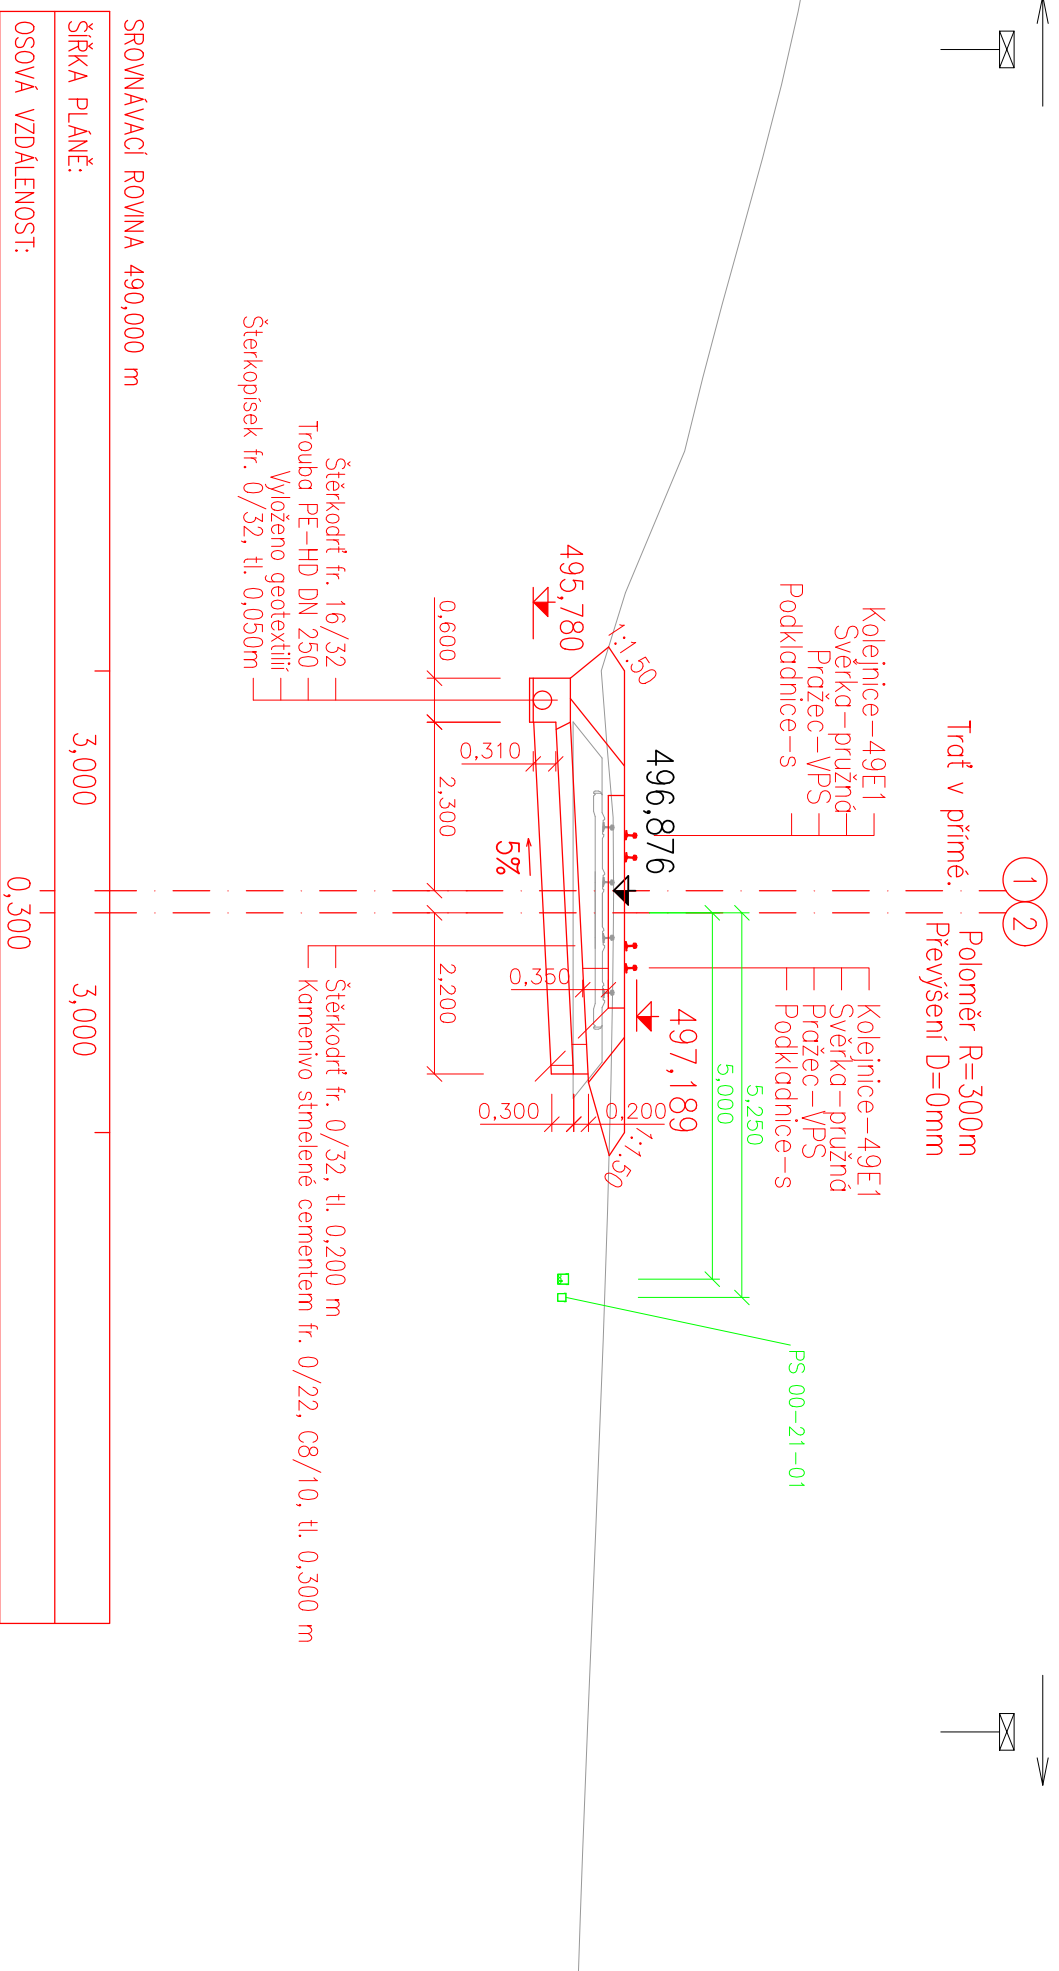 1
2
Trať v přímé.
Poloměr R=300m
Převýšení D=0mm
Kolejnice-49E1
Svěrka-pružná
Pražec-VPS
Podkladnice-s
Kolejnice-49E1
Svěrka-pružná
Pražec-VPS
Podkladnice-s
5,250
5,000
PS 00-21-01
496,876
497,189
495,780
1:1.50
1:1.50
0,310
5%
0,350
0,300
0,200
0,600
2,300
2,200
Štěrkodrť fr. 16/32
Trouba PE-HD DN 250
Vyloženo geotextilií
Šterkopísek fr. 0/32, tl. 0,050m
Štěrkodrť fr. 0/32, tl. 0,200 m
Kamenivo stmelené cementem fr. 0/22, C8/10, tl. 0,300 m
SROVNÁVACÍ ROVINA 490,000 m
ŠÍŘKA PLÁNĚ:
3,000
3,000
OSOVÁ VZDÁLENOST:
0,300